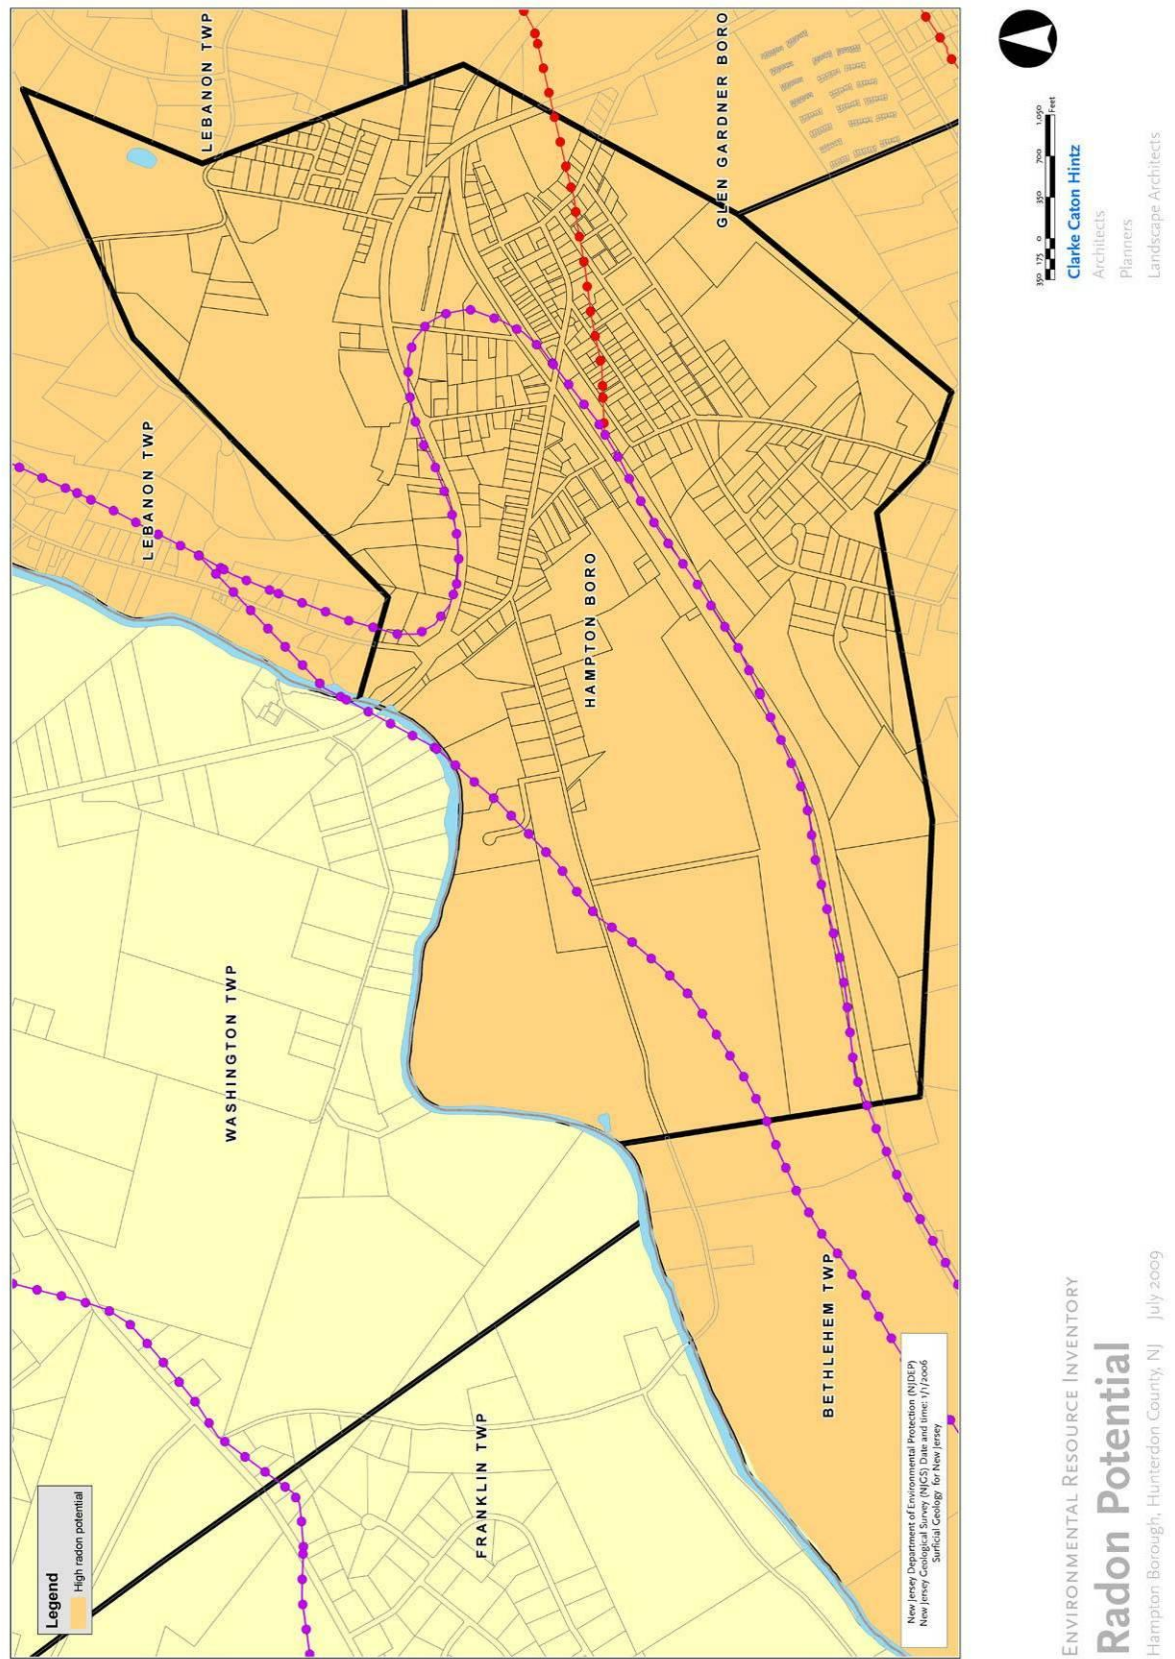 Legend
High radon potential
LEBANON TWP
LEBANON TWP
GLEN GARDNER BORO
HAMPTON BORO
WASHINGTON TWP
FRANKLIN TWP
BETHLEHEM TWP
New Jersey Department of Environmental Protection (NJDEP)
New Jersey Geological Survey (NJGS) Date and time: 1/1/2006
Surficial Geology for New Jersey
350 175 0 350 700 1,050
Feet
Clarke Caton Hintz
Architects
Planners
Landscape Architects
ENVIRONMENTAL RESOURCE INVENTORY
Radon Potential
Hampton Borough, Hunterdon County, NJ July 2009